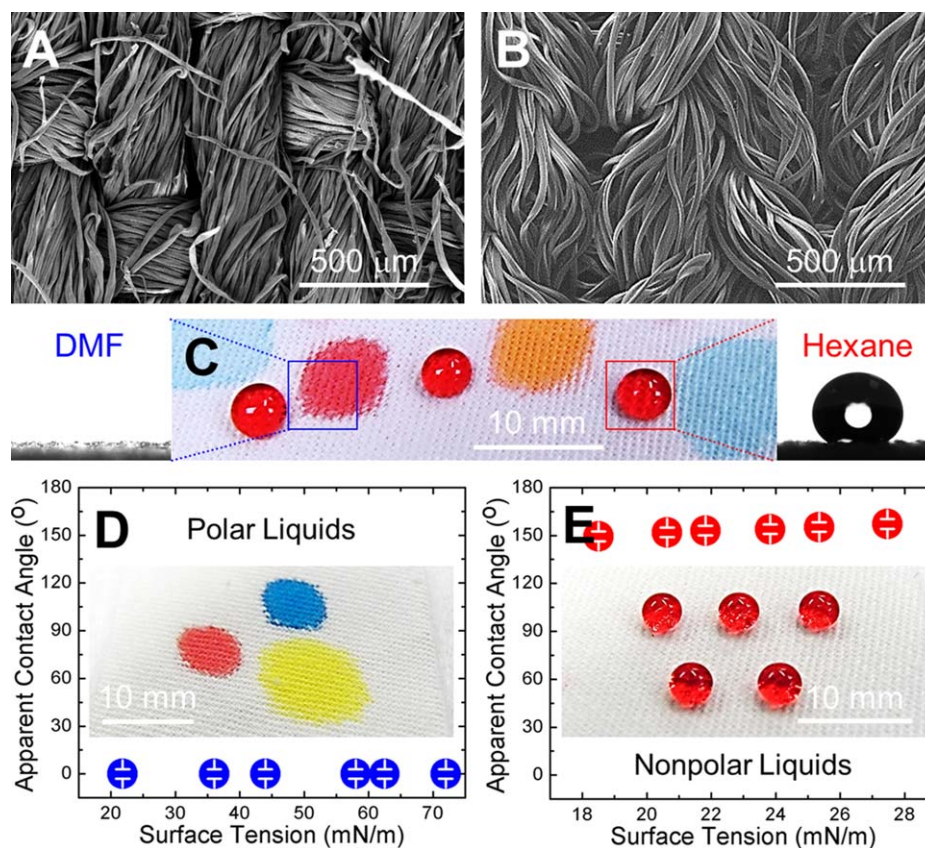 A
500 μm
B
500 μm
DMF
C
10 mm
Hexane
Apparent Contact Angle (°)
180
150
120
90
60
30
0
D
Polar Liquids
10 mm
20 30 40 50 60 70
Surface Tension (mN/m)
Apparent Contact Angle (°)
180
150
120
90
60
30
0
E
10 mm
Nonpolar Liquids
18 20 22 24 26 28
Surface Tension (mN/m)